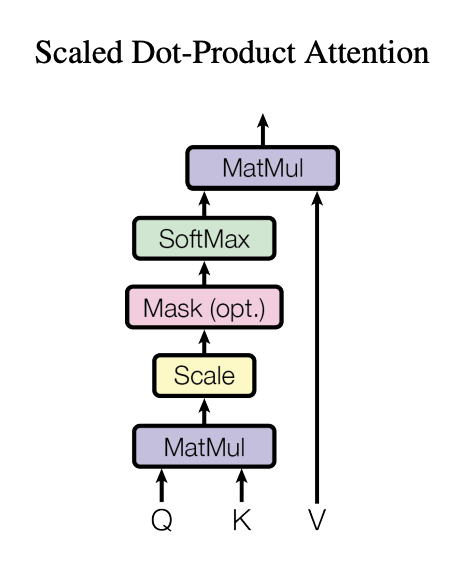 Scaled Dot-Product Attention
MatMul
SoftMax
Mask (opt.)
Scale
MatMul
Q K V